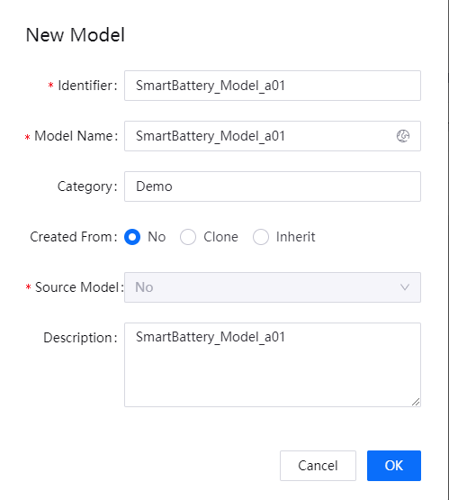 New Model
* Identifier: SmartBattery_Model_a01
* Model Name: SmartBattery_Model_a01
Category: Demo
Created From: No Clone Inherit
* Source Model: No
Description: SmartBattery_Model_a01
Cancel OK